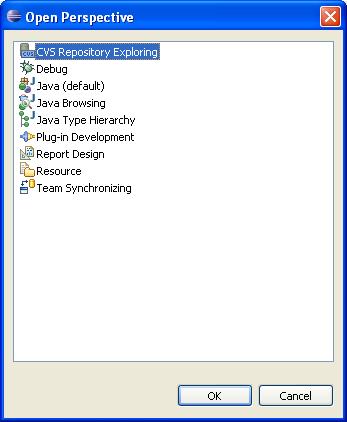 Open Perspective
CVS Repository Exploring
Debug
Java (default)
Java Browsing
Java Type Hierarchy
Plug-in Development
Report Design
Resource
Team Synchronizing
OK
Cancel